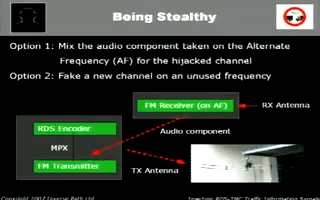 Being Stealthy
Option 1: Mix the audio component taken on the Alternate
Frequency (AF) for the hijacked channel
Option 2: Fake a new channel on an unused frequency
FM Receiver (on AF)
RX Antenna
RDS Encoder
Audio component
MPX
FM Transmitter
TX Antenna
Copyright 2007 Inverse Path Ltd.
Injecting RDS-TMC Traffic Information Signals